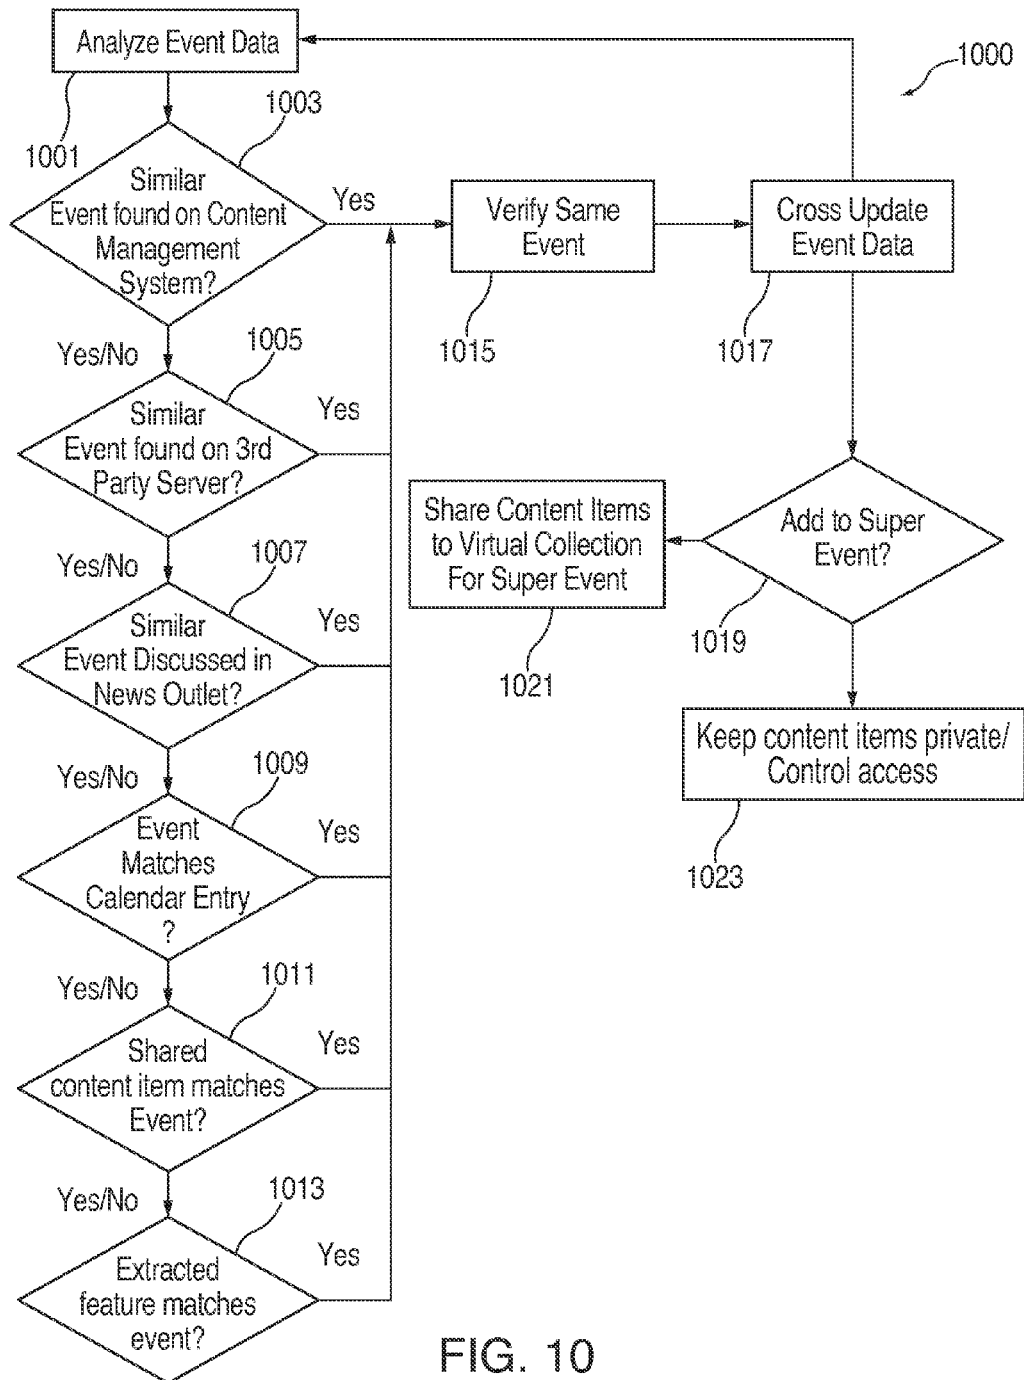 Analyze Event Data
1000
1001
1003
Similar
Event found on Content
Management
System?
Yes
Verify Same
Event
1015
Cross Update
Event Data
1017
Yes/No
1005
Similar
Event found on 3rd
Party Server?
Yes
Yes/No
1007
Similar
Event Discussed in
News Outlet?
Yes
Share Content Items
to Virtual Collection
For Super Event
1021
Add to Super
Event?
1019
Keep content items private/
Control access
1023
Yes/No
1009
Event
Matches
Calendar Entry
?
Yes
Yes/No
1011
Shared
content item matches
Event?
Yes
Yes/No
1013
Extracted
feature matches
event?
Yes
FIG. 10